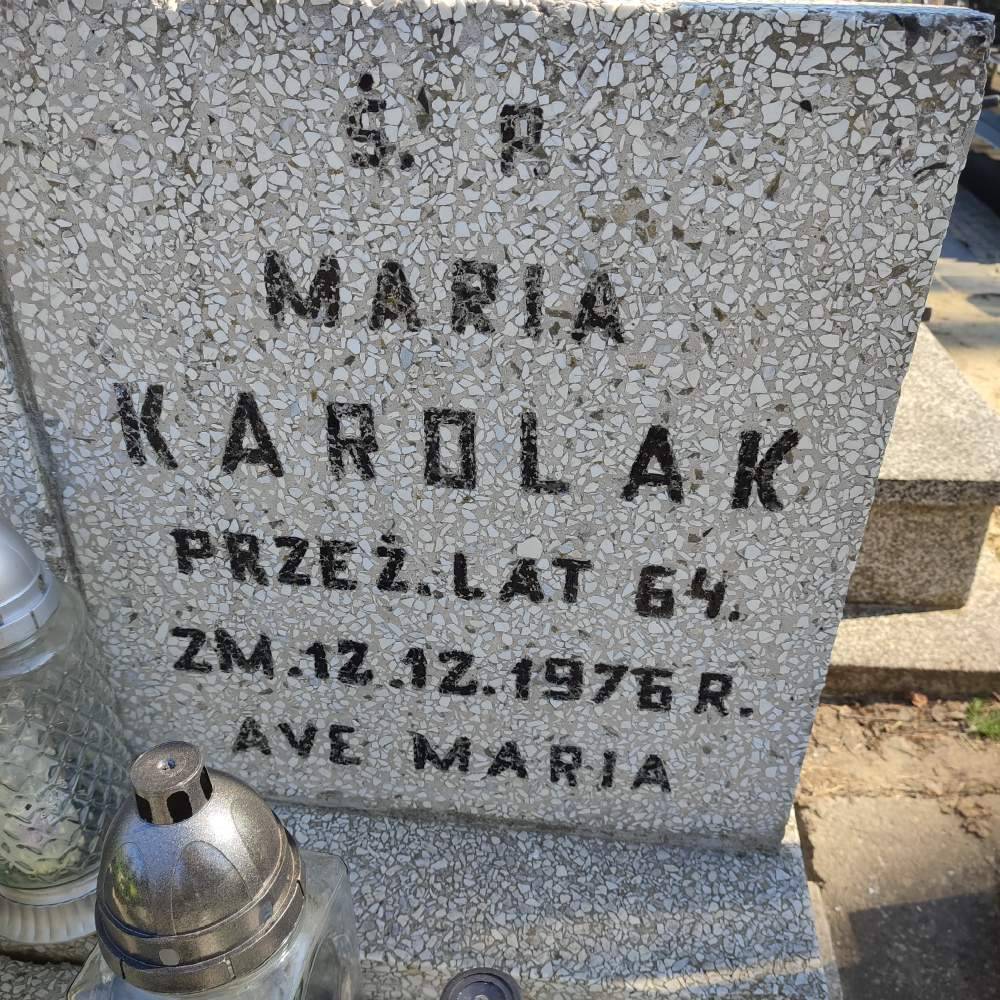 Ś. P.
MARIA
KAROLAK
PRZEŻ. LAT 64.
ZM. 12.12.1976 R.
AVE MARIA